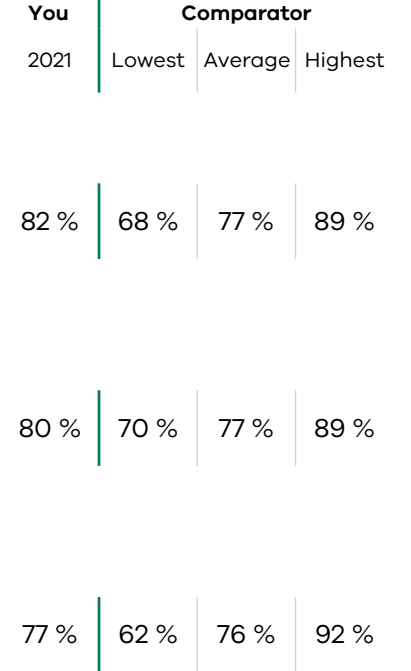 You Comparator
2021 Lowest Average Highest
82 % 68 % 77 % 89 %
80 % 70 % 77 % 89 %
77 % 62 % 76 % 92 %